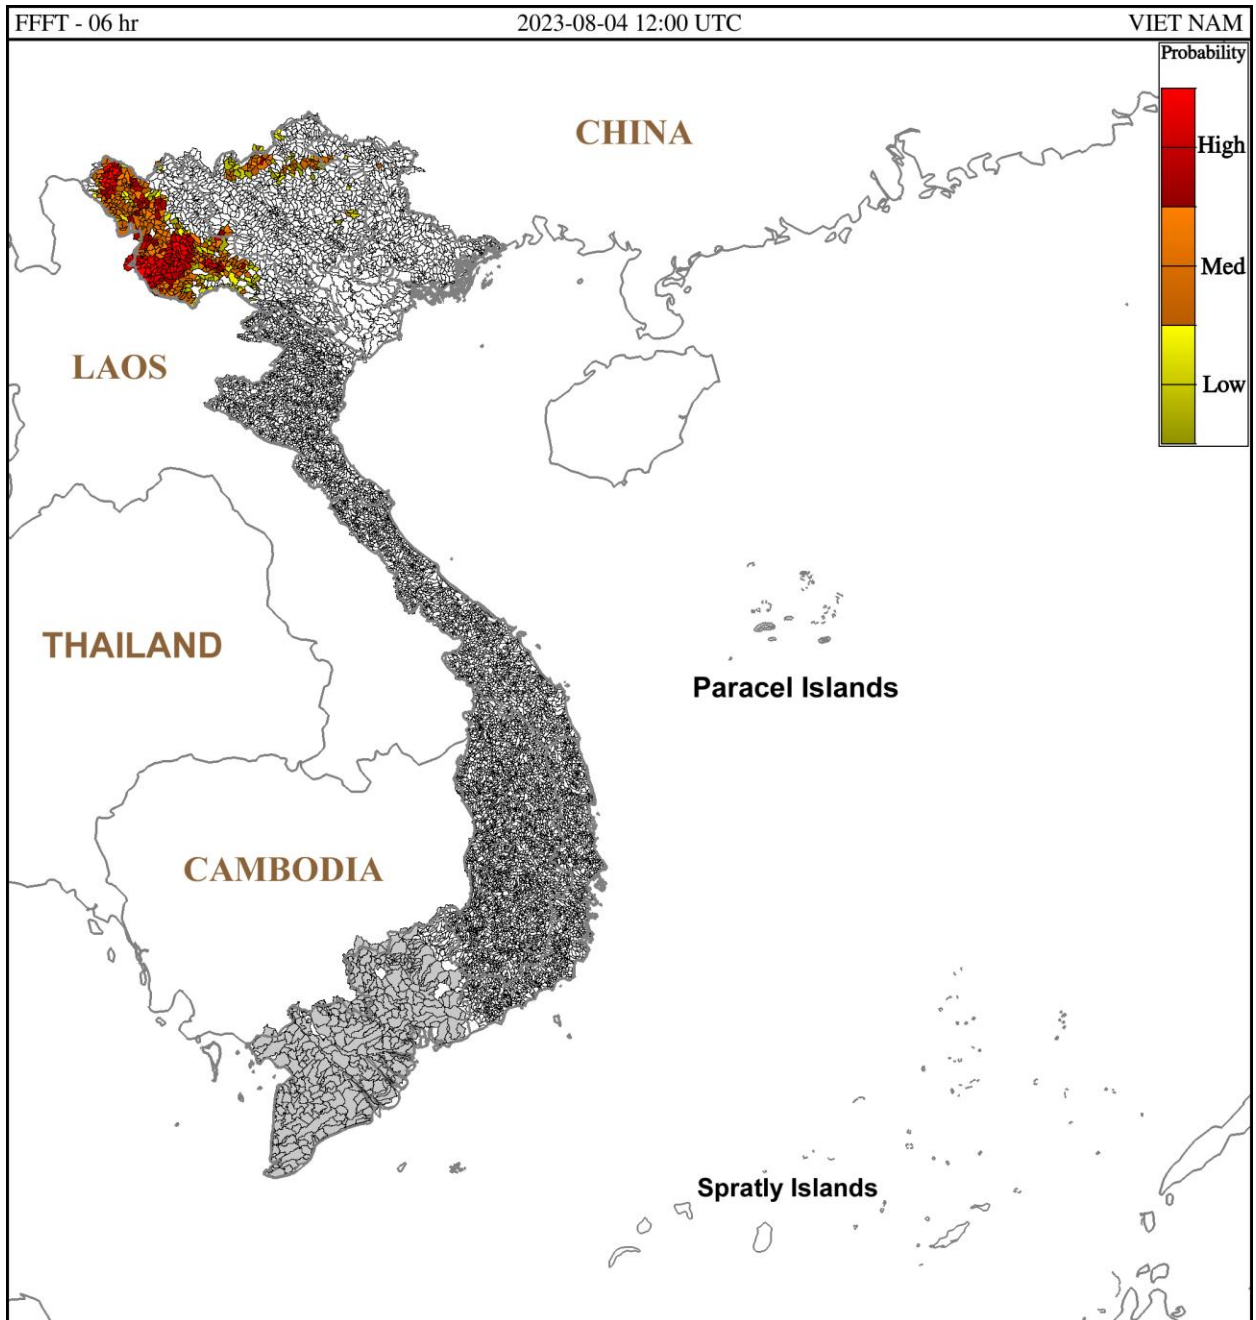 FFFT - 06 hr
2023-08-04 12:00 UTC
VIET NAM
Probability
High
Med
Low
CHINA
LAOS
THAILAND
Paracel Islands
CAMBODIA
Spratly Islands